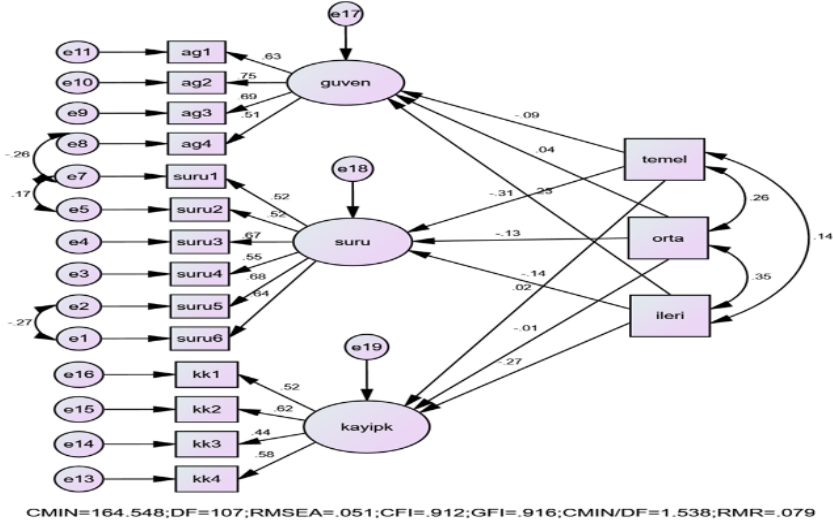 e17
e11 ag1 .63
e10 ag2 .75 guven
e9 ag3 .69
e8 ag4 .51
-.26
e7 suru1 .52
.17
e5 suru2 .52
e18
e4 suru3 .67 suru
e3 suru4 .55
e2 suru5 .68
-.27
e1 suru6 .64
e19
e16 kk1 .52
e15 kk2 .62 kayipk
e14 kk3 .44
e13 kk4 .58
-.09
.04
-.31 .23
-.13
-.14
.02
-.01
-.27
temel
.26
orta
.14
.35
ileri
CMIN=164.548;DF=107;RMSEA=.051;CFI=.912;GFI=.916;CMIN/DF=1.538;RMR=.079